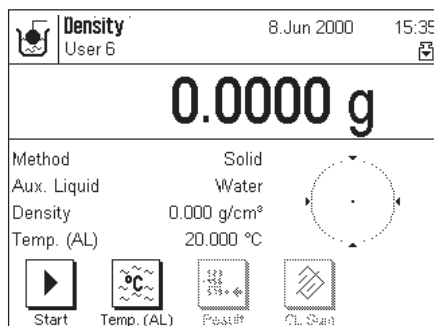 Density 8.Jun 2000 15:35
User 6
0.0000 g
Method Solid
Aux. Liquid Water
Density 0.000 g/cm³
Temp. (AL) 20.000 °C
°C
Start Temp. (AL) Result